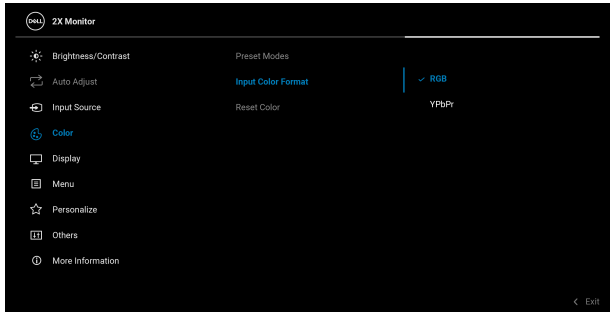 DELL 2X Monitor
Brightness/Contrast Preset Modes
Auto Adjust Input Color Format ✓ RGB
Input Source Reset Color YPbPr
Color
Display
Menu
Personalize
Others
More Information
< Exit